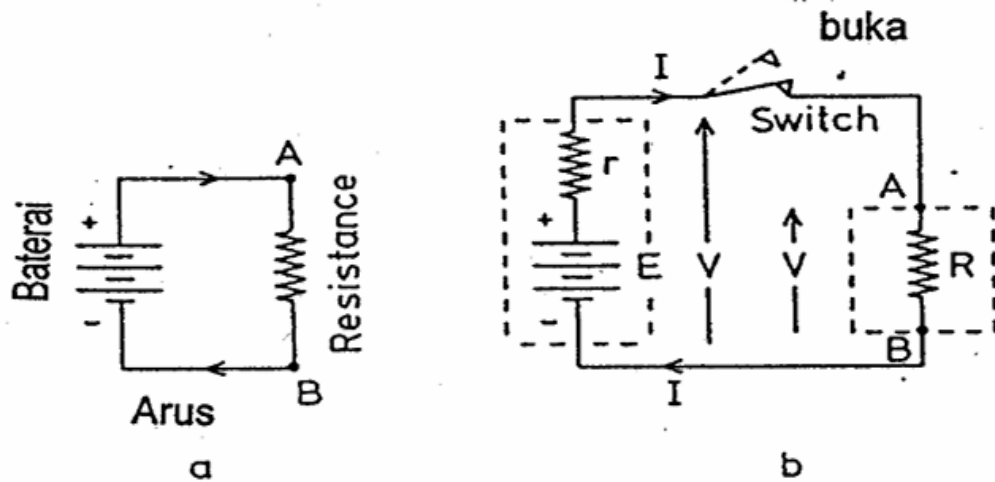 Baterai
+
-
A
Resistance
B
Arus
a
buka
I
Switch
r
+
E
-
V
V
A
R
B
I
b